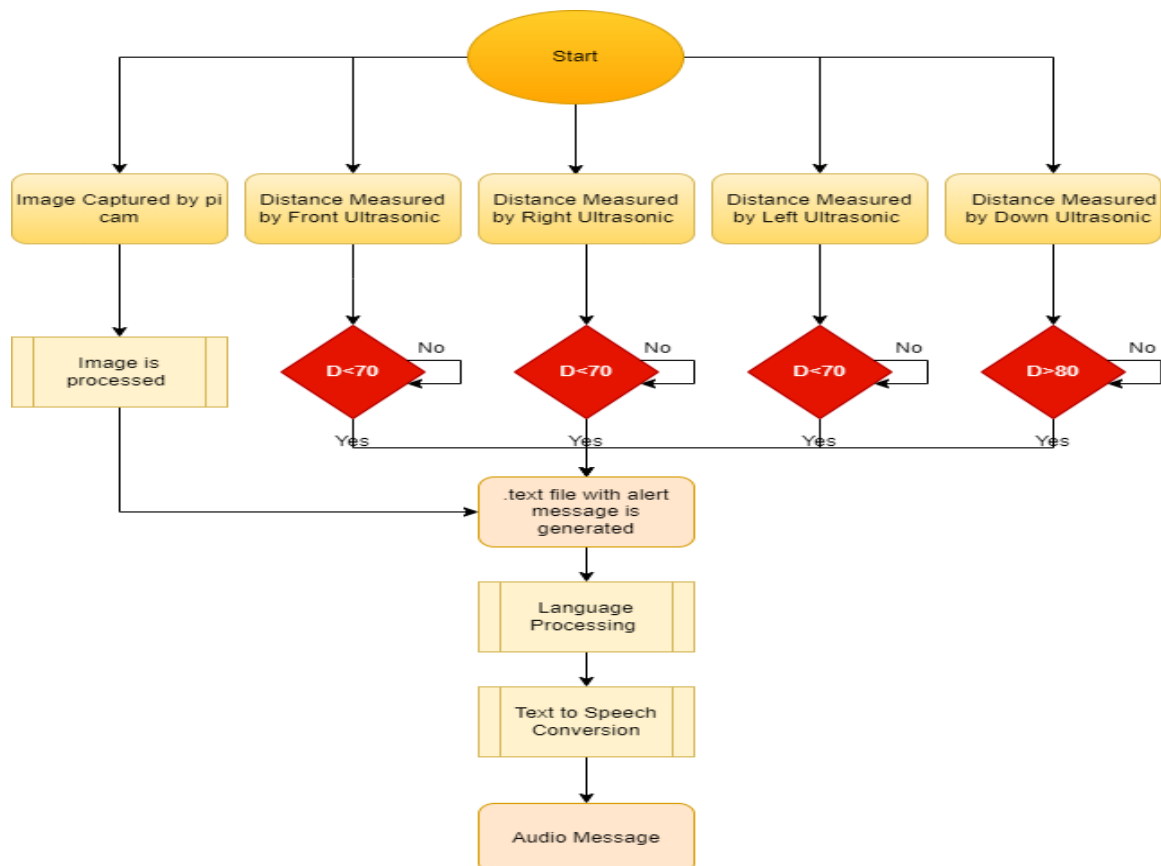 Start
Image Captured by pi
cam
Distance Measured
by Front Ultrasonic
Distance Measured
by Right Ultrasonic
Distance Measured
by Left Ultrasonic
Distance Measured
by Down Ultrasonic
Image is
processed
D<70
No
D<70
No
D<70
No
D>80
No
Yes
Yes
Yes
Yes
.text file with alert
message is
generated
Language
Processing
Text to Speech
Conversion
Audio Message